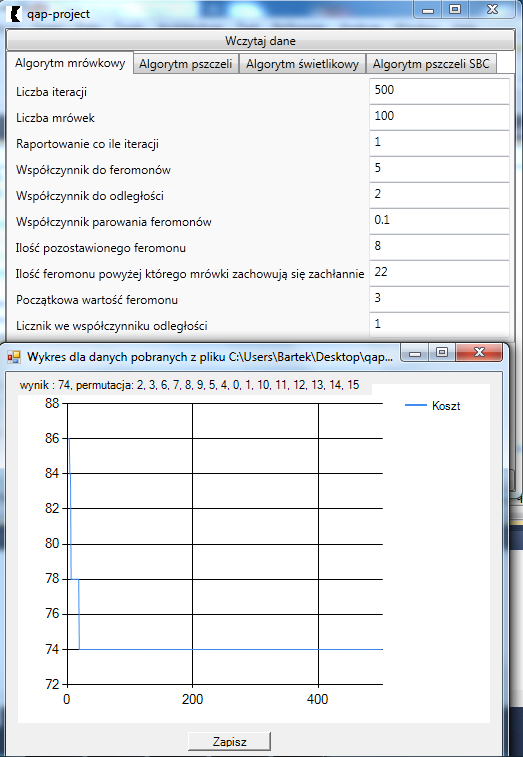 qap-project
Wczytaj dane
Algorytm mrówkowy Algorytm pszczeli Algorytm świetlikowy Algorytm pszczeli SBC
Liczba iteracji 500
Liczba mrówek 100
Raportowanie co ile iteracji 1
Współczynnik do feromonów 5
Współczynnik do odległości 2
Współczynnik parowania feromonów 0.1
Ilość pozostawionego feromonu 8
Ilość feromonu powyżej którego mrówki zachowują się zachłannie 22
Początkowa wartość feromonu 3
Licznik we współczynniku odległości 1
Wykres dla danych pobranych z pliku C:\Users\Bartek\Desktop\qap...
wynik : 74, permutacja: 2, 3, 6, 7, 8, 9, 5, 4, 0, 1, 10, 11, 12, 13, 14, 15
88
Koszt
86
84
82
80
78
76
74
72
0 200 400
Zapisz